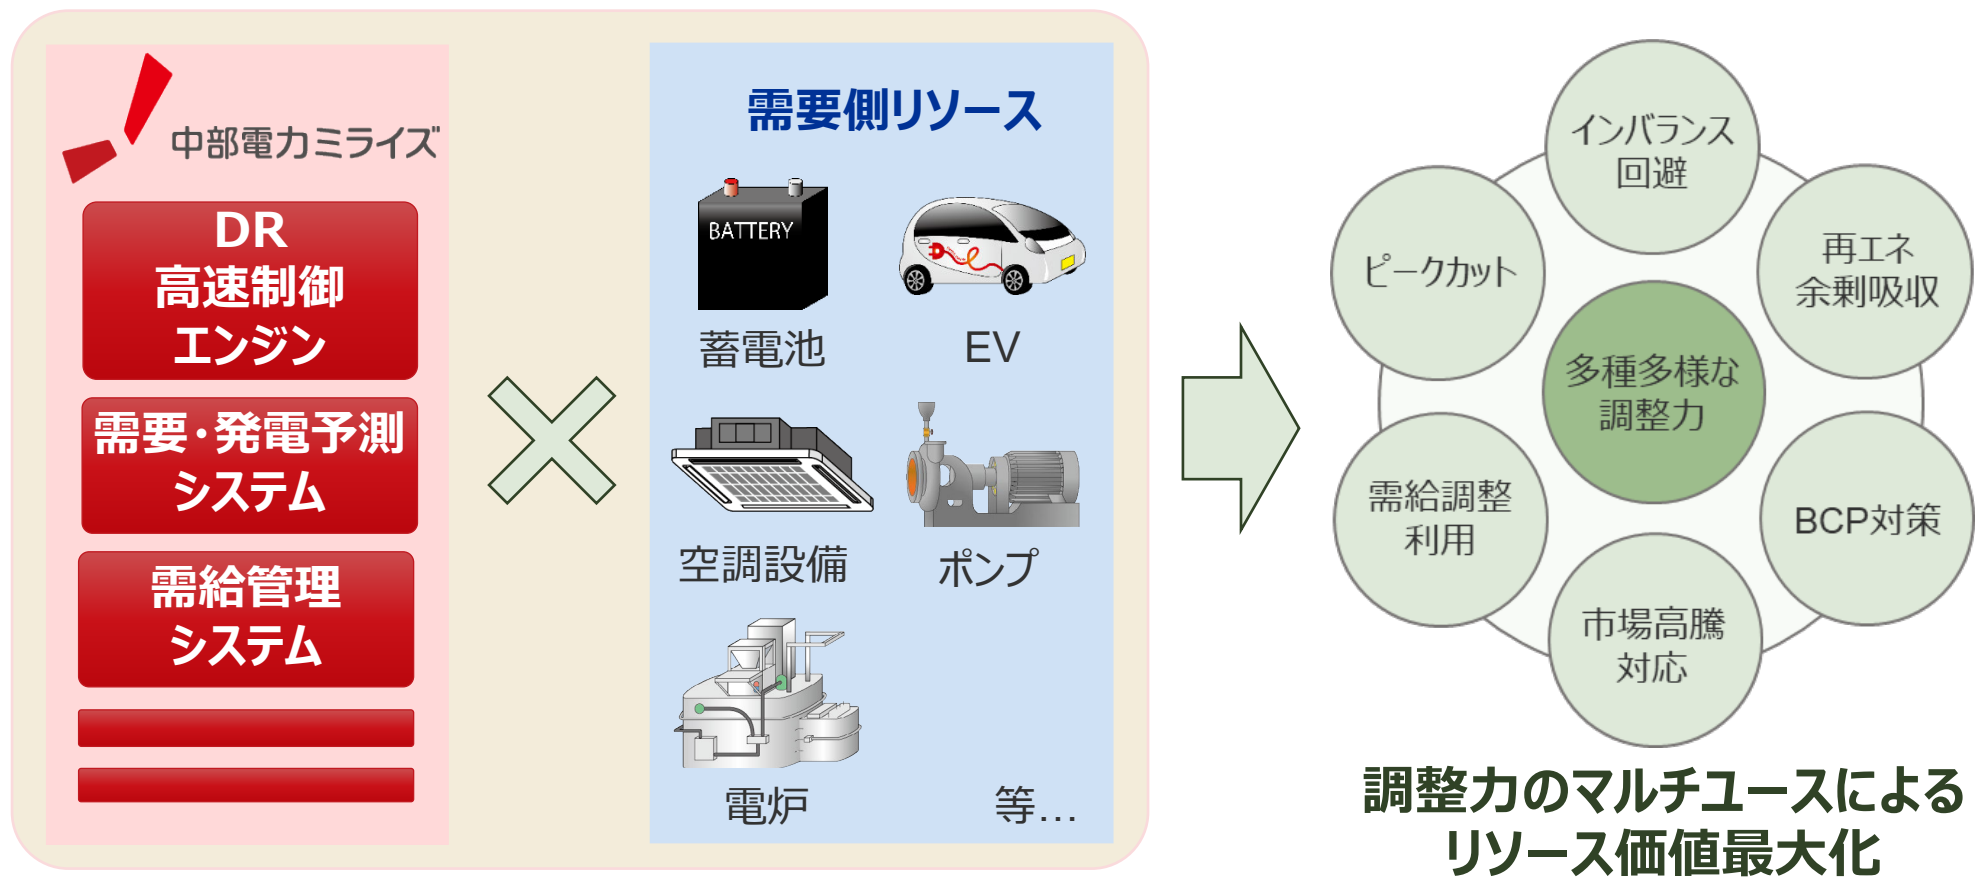 中部電力ミライズ
DR
高速制御
エンジン
需要・発電予測
システム
需給管理
システム
需要側リソース
BATTERY
蓄電池
EV
空調設備
ポンプ
電炉
等…
インバランス
回避
再エネ
余剰吸収
BCP対策
市場高騰
対応
需給調整
利用
ピークカット
多種多様な
調整力
調整力のマルチユースによる
リソース価値最大化